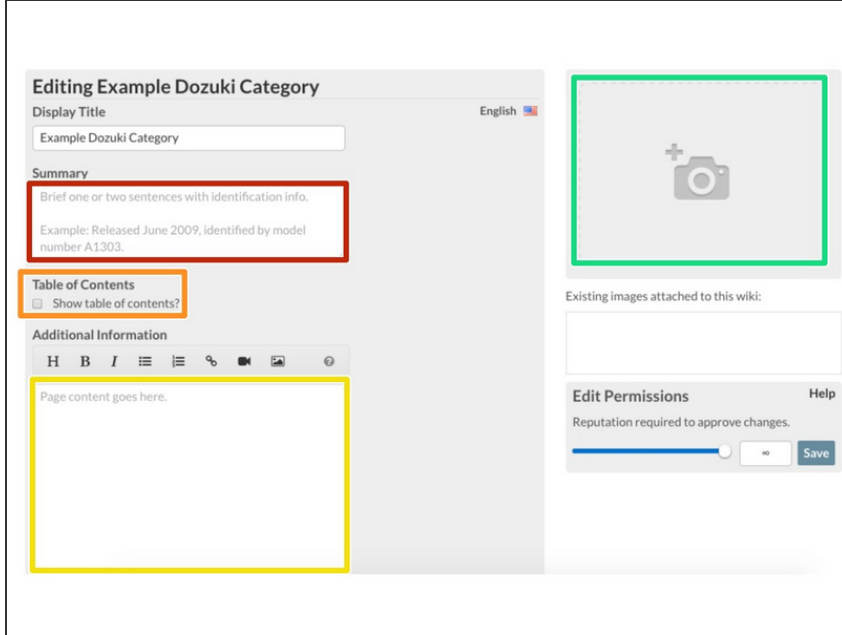 Editing Example Dozuki Category
Display Title
English
Example Dozuki Category
Summary
Brief one or two sentences with identification info.
Example: Released June 2009, identified by model
number A1303.
Table of Contents
Show table of contents?
Additional Information
H B I
Page content goes here.
Existing images attached to this wiki:
Edit Permissions
Help
Reputation required to approve changes.
∞
Save